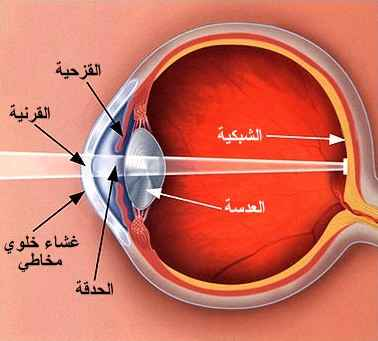 القزحية
القرنية
الشبكية
العدسة
غشاء خلوي
مخاطي
الحدقة